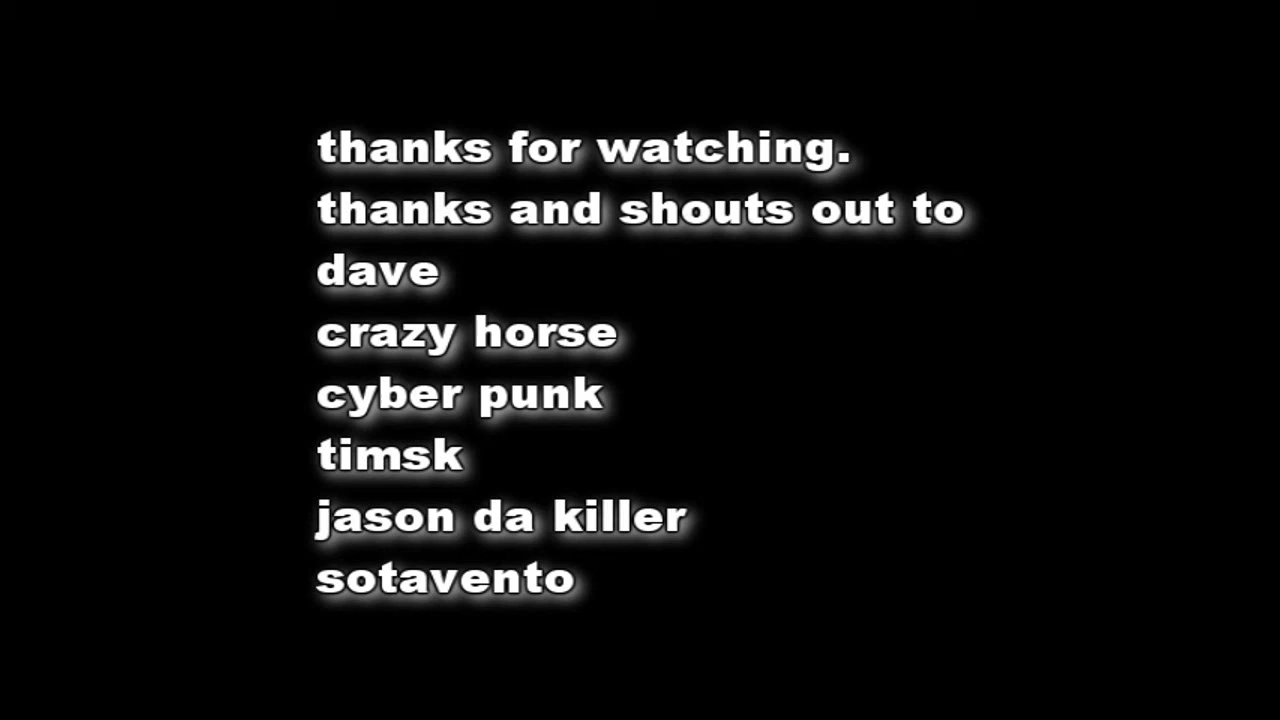 thanks for watching.
thanks and shouts out to
dave
crazy horse
cyber punk
timsk
jason da killer
sotavento